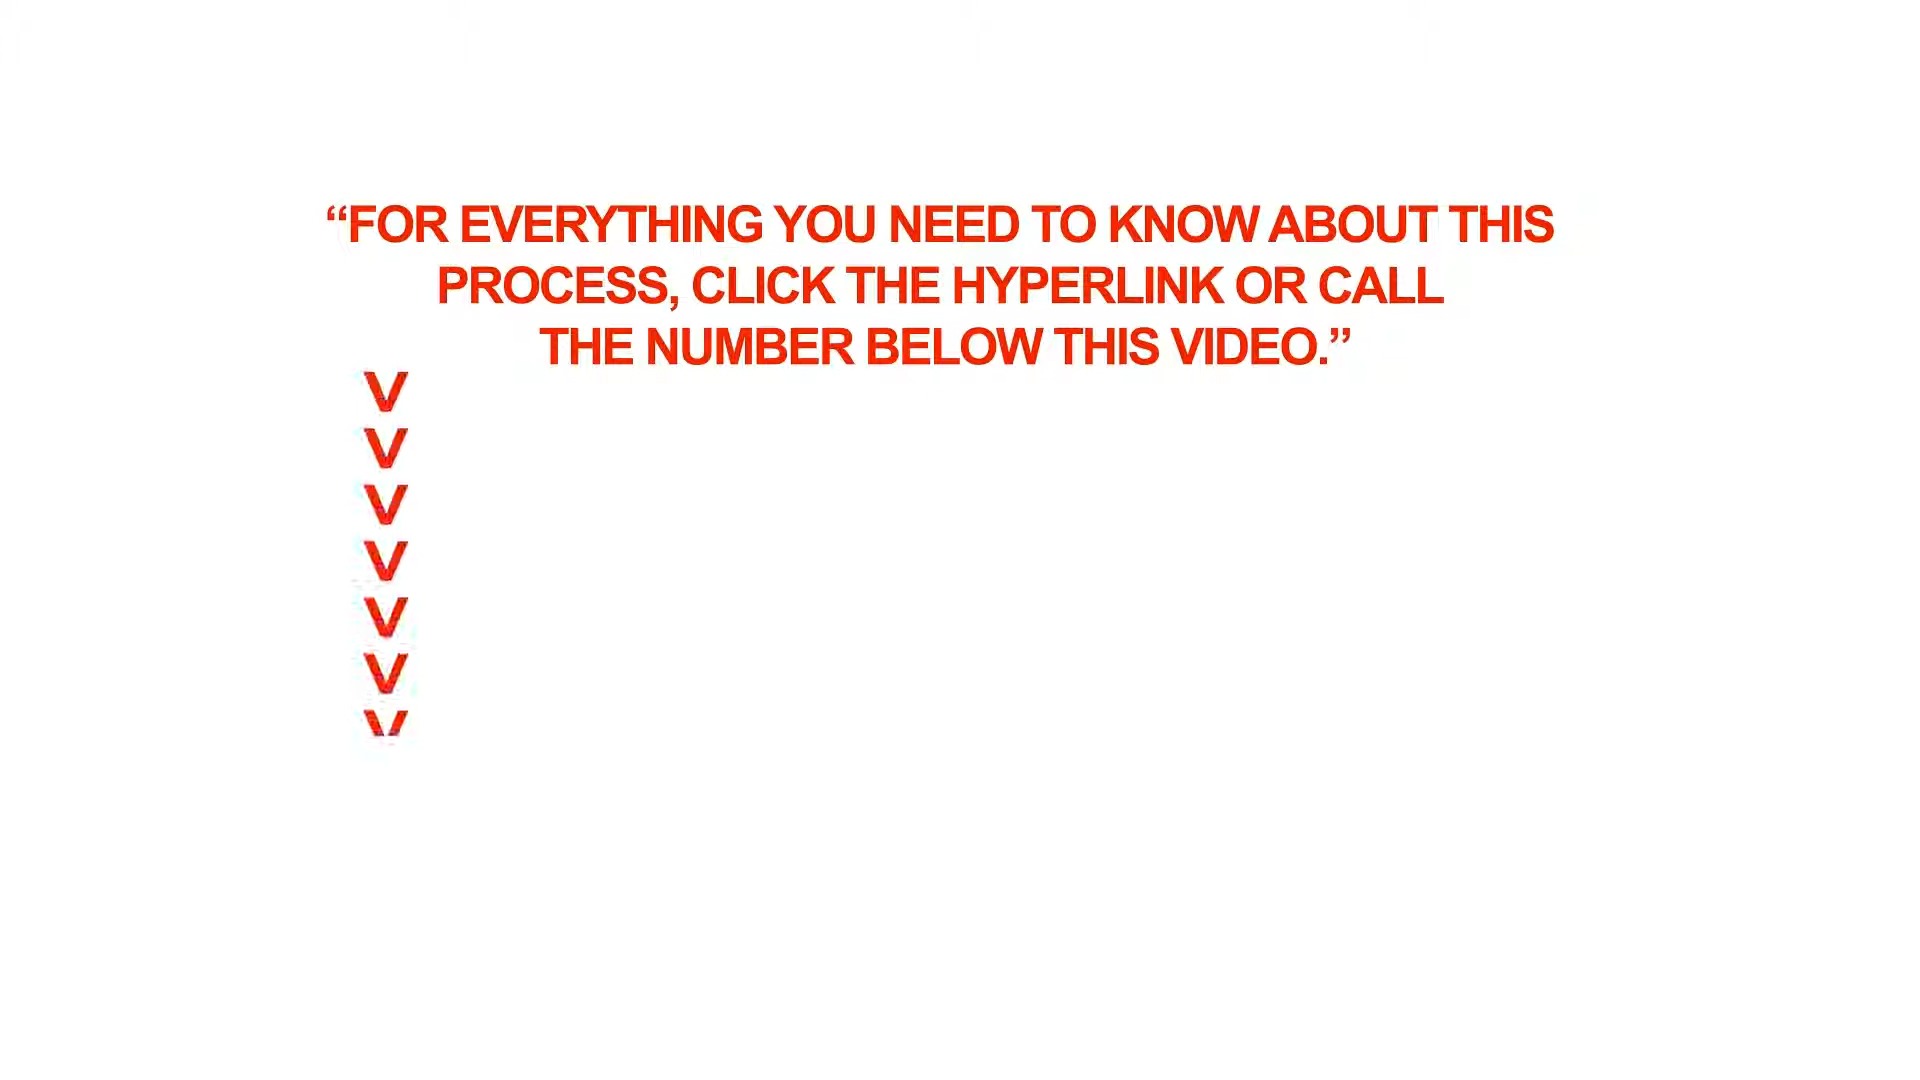 “FOR EVERYTHING YOU NEED TO KNOW ABOUT THIS
PROCESS, CLICK THE HYPERLINK OR CALL
THE NUMBER BELOW THIS VIDEO.”
V
V
V
V
V
V
V